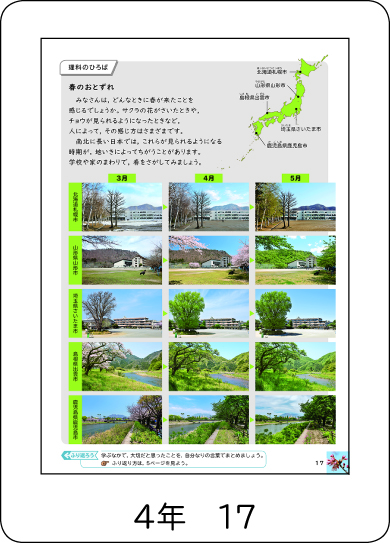 理科のひろば
春のおとずれ
みなさんは、どんなときに春が来たことを
感じるでしょうか。サクラの花がさいたときや、
チョウが見られるようになったときなど、
人によって、その感じ方はさまざまです。
南北に長い日本では、これらが見られるようになる
時期が、地いきによってちがうことがあります。
学校や家のまわりで、春をさがしてみましょう。
北海道札幌市
山形県山形市
島根県出雲市
埼玉県さいたま市
鹿児島県鹿児島市
3月
4月
5月
北海道札幌市
山形県山形市
埼玉県さいたま市
島根県出雲市
鹿児島県鹿児島市
ふり返ろう
学ぶなかで、大切だと思ったことを、自分なりの言葉でまとめましょう。
ふり返り方は、5ページを見よう。
17
4年 17